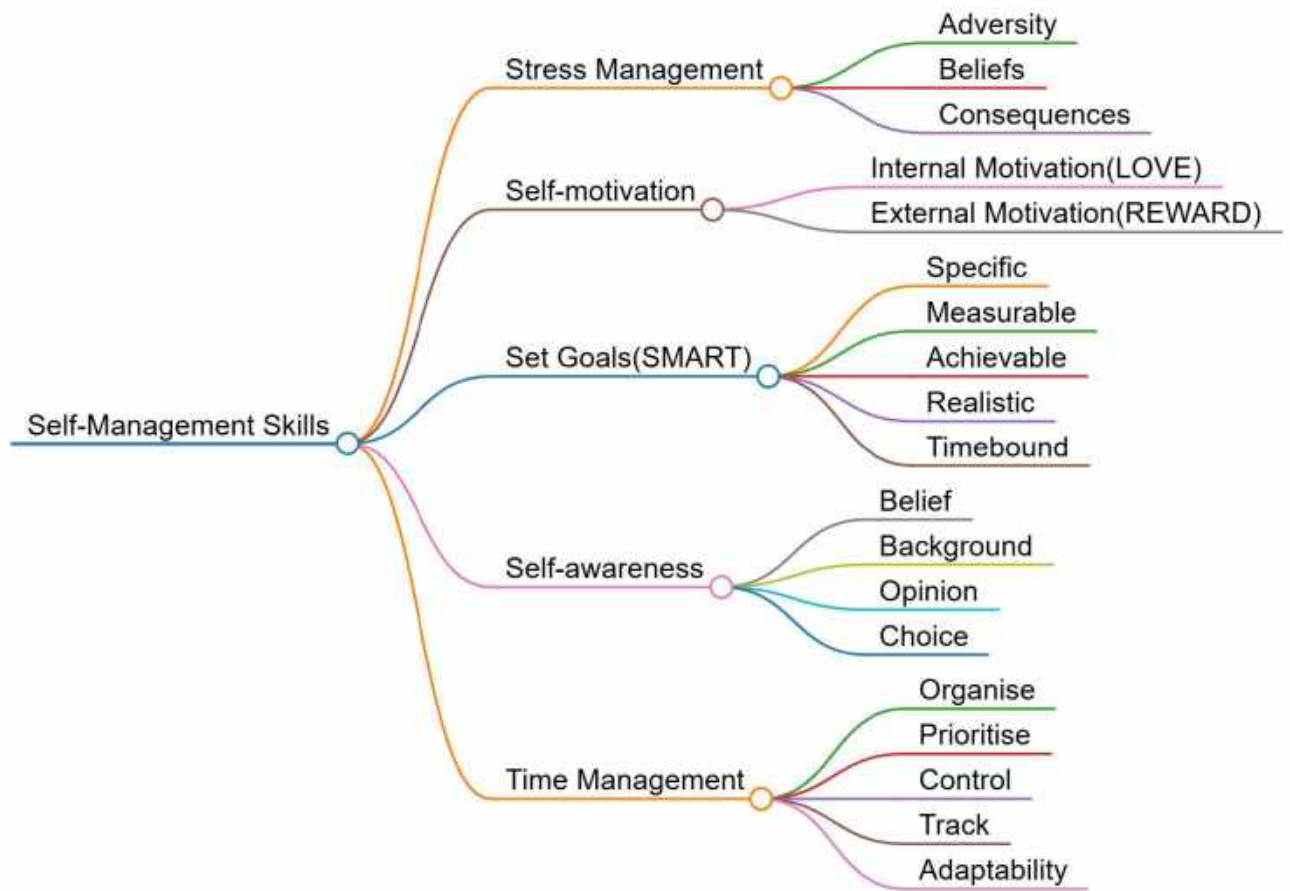 Self-Management Skills
Stress Management
Adversity
Beliefs
Consequences
Self-motivation
Internal Motivation(LOVE)
External Motivation(REWARD)
Set Goals(SMART)
Specific
Measurable
Achievable
Realistic
Timebound
Self-awareness
Belief
Background
Opinion
Choice
Time Management
Organise
Prioritise
Control
Track
Adaptability